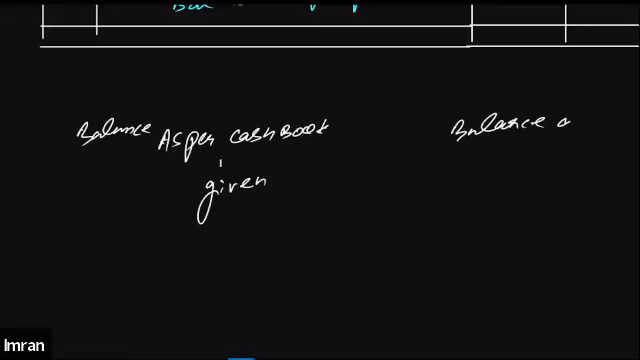 Balance As per cash Book
given
Balance a
Imran